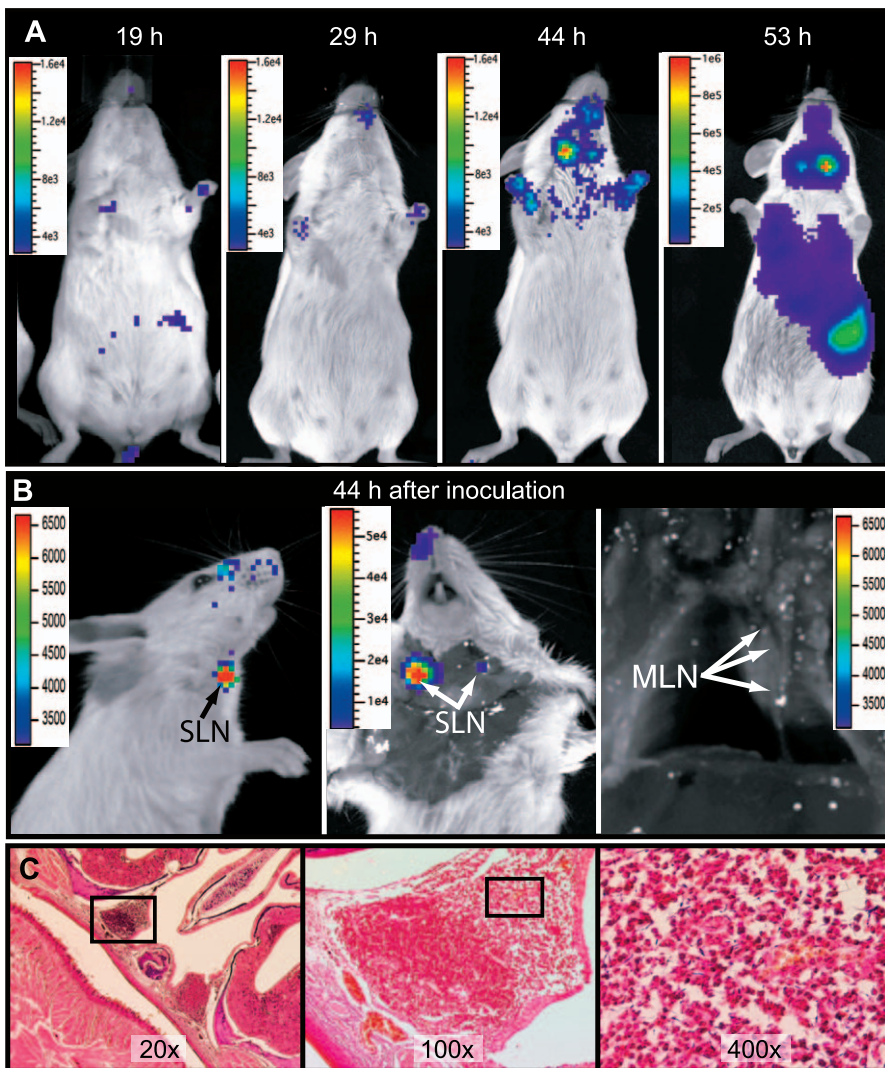 A
19 h
29 h
44 h
53 h
1.6e4
1.2e4
8e3
4e3
1.6e4
1.2e4
8e3
4e3
1.6e4
1.2e4
8e3
4e3
1e6
8e5
6e5
4e5
2e5
B
44 h after inoculation
6500
6000
5500
5000
4500
4000
3500
SLN
5e4
4e4
3e4
2e4
1e4
SLN
MLN
6500
6000
5500
5000
4500
4000
3500
C
20x
100x
400x